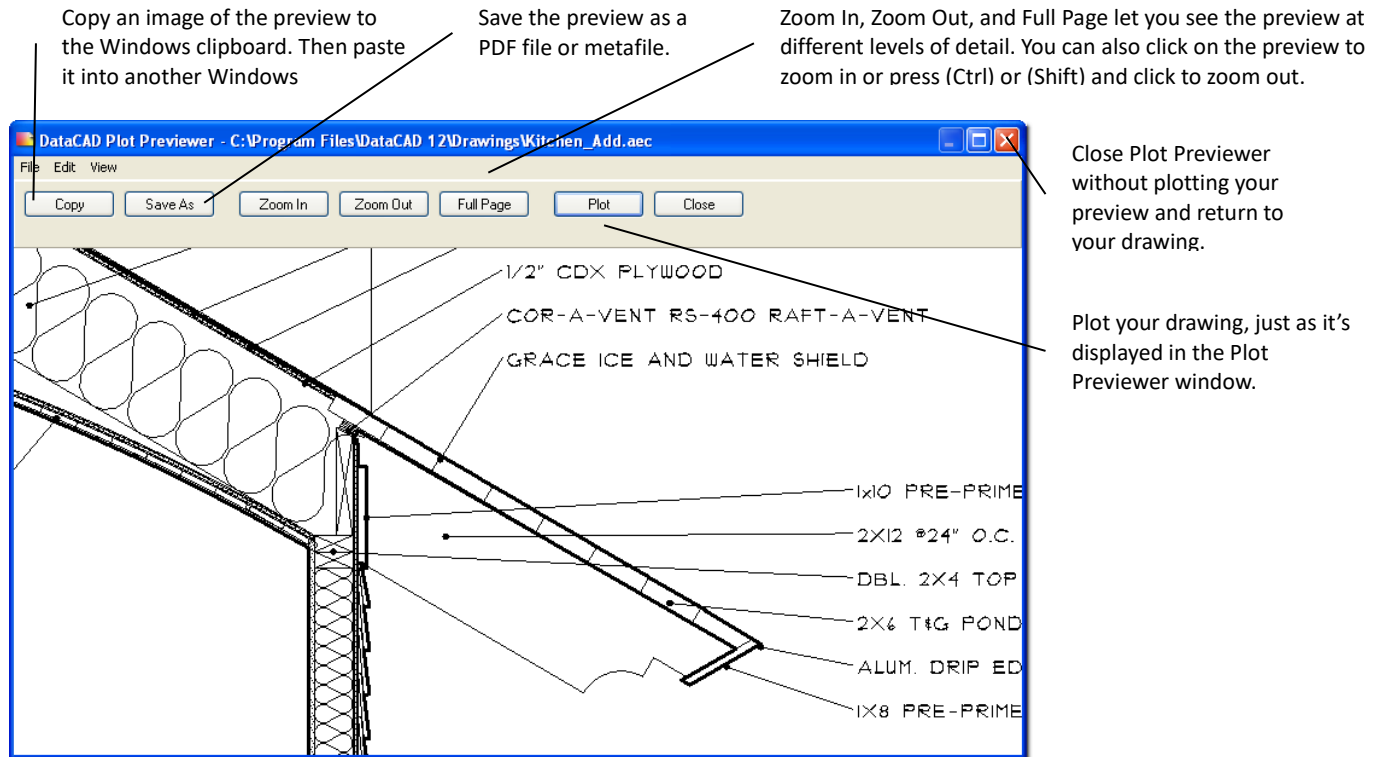 Copy an image of the preview to
the Windows clipboard. Then paste
it into another Windows
Save the preview as a
PDF file or metafile.
Zoom In, Zoom Out, and Full Page let you see the preview at
different levels of detail. You can also click on the preview to
zoom in or press (Ctrl) or (Shift) and click to zoom out.
DataCAD Plot Previewer - C:\Program Files\DataCAD 12\Drawings\Kitchen_Add.aec
File Edit View
Copy Save As Zoom In Zoom Out Full Page Plot Close
Close Plot Previewer
without plotting your
preview and return to
your drawing.
Plot your drawing, just as it's
displayed in the Plot
Previewer window.
1/2" CDX PLYWOOD
COR-A-VENT RS-400 RAFT-A-VENT
GRACE ICE AND WATER SHIELD
1x10 PRE-PRIME
2X12 @24" O.C.
DBL. 2X4 TOP
2X6 T&G POND
ALUM. DRIP ED
1X8 PRE-PRIME